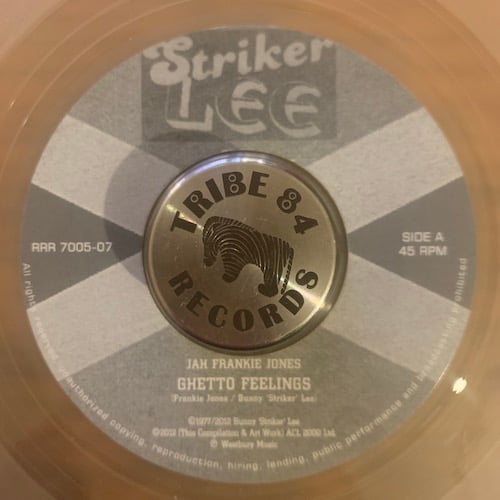 Striker
LEE
TRIBE 84
RECORDS
RRR 7005-07
SIDE A
45 RPM
JAH FRANKIE JONES
GHETTO FEELINGS
(Frankie Jones / Bunny 'Striker' Lee)
©1977/2012 Bunny 'Striker' Lee
©2012 (This Compilation & Art Work) ACL 2000 Ltd.
℗ Westbury Music
All rights reserved. Unauthorized copying, reproduction, hiring, lending, public performance and broadcasting prohibited